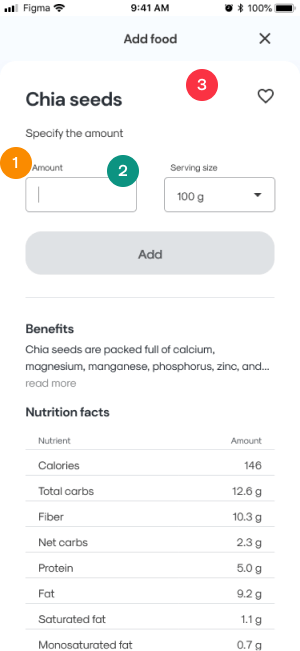 Figma 9:41 AM 100%
Add food
3
Chia seeds
Specify the amount
1 Amount 2 Serving size
100 g
Add
Benefits
Chia seeds are packed full of calcium,
magnesium, manganese, phosphorus, zinc, and...
read more
Nutrition facts
Nutrient Amount
Calories 146
Total carbs 12.6 g
Fiber 10.3 g
Net carbs 2.3 g
Protein 5.0 g
Fat 9.2 g
Saturated fat 1.1 g
Monosaturated fat 0.7 g